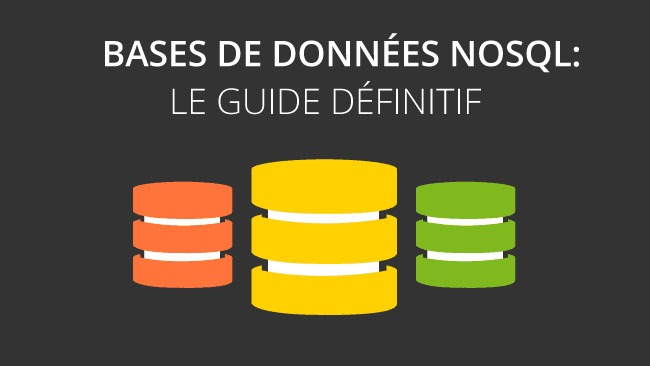 BASES DE DONNÉES NOSQL:
LE GUIDE DÉFINITIF